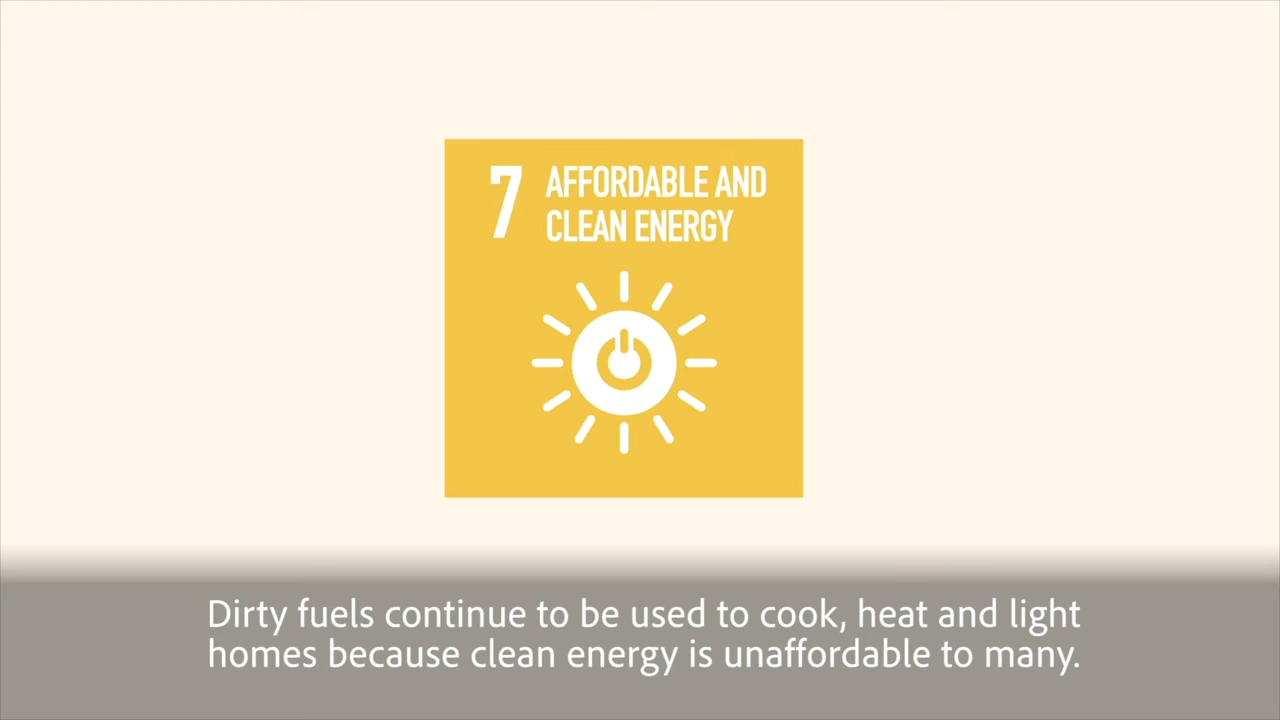 7 AFFORDABLE AND
CLEAN ENERGY
Dirty fuels continue to be used to cook, heat and light
homes because clean energy is unaffordable to many.